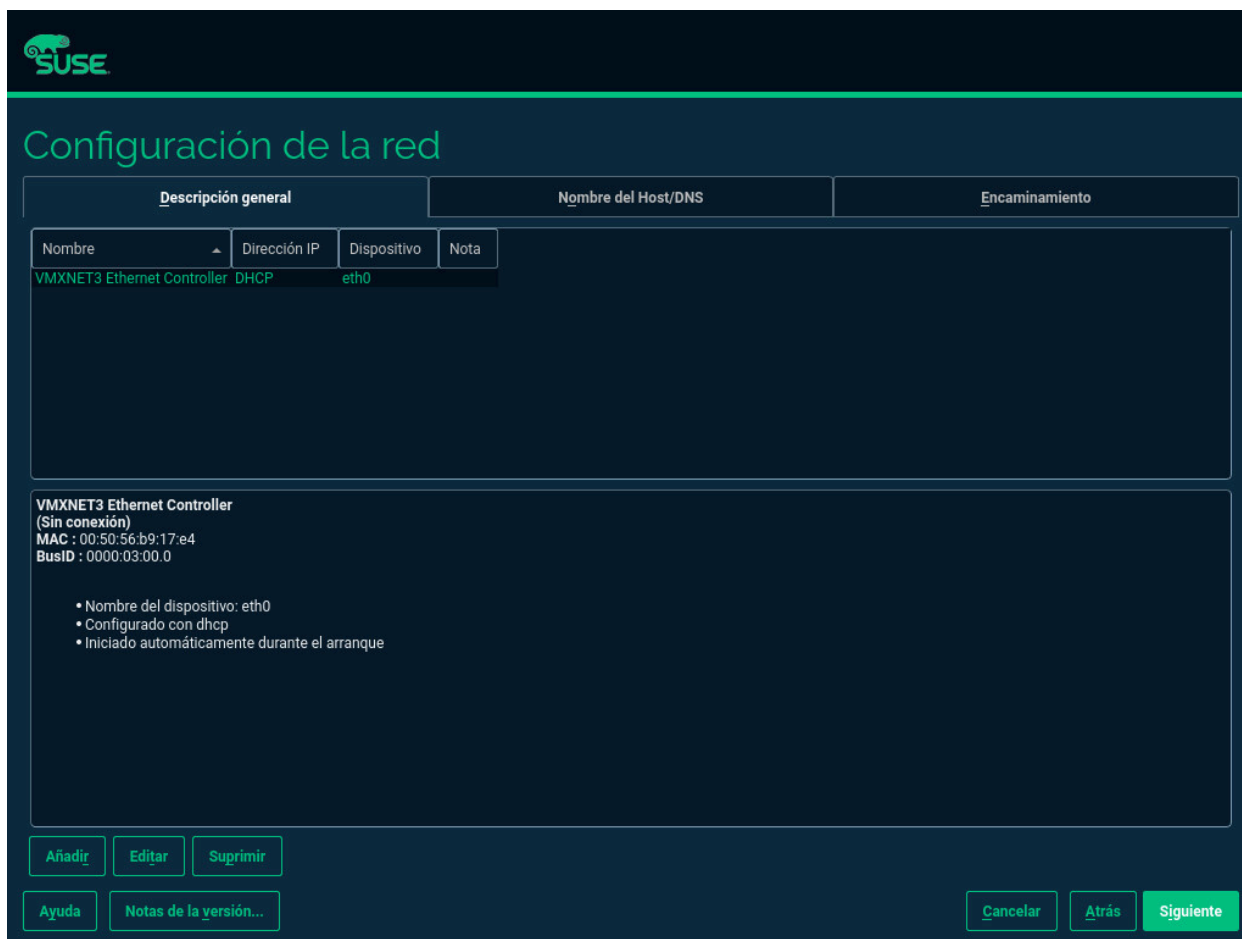 SUSE
Configuración de la red
Descripción general Nombre del Host/DNS Encaminamiento
Nombre Dirección IP Dispositivo Nota
VMXNET3 Ethernet Controller DHCP eth0
VMXNET3 Ethernet Controller
(Sin conexión)
MAC : 00:50:56:b9:17:e4
BusID : 0000:03:00.0
• Nombre del dispositivo: eth0
• Configurado con dhcp
• Iniciado automáticamente durante el arranque
Añadir Editar Suprimir
Ayuda Notas de la versión... Cancelar Atrás Siguiente